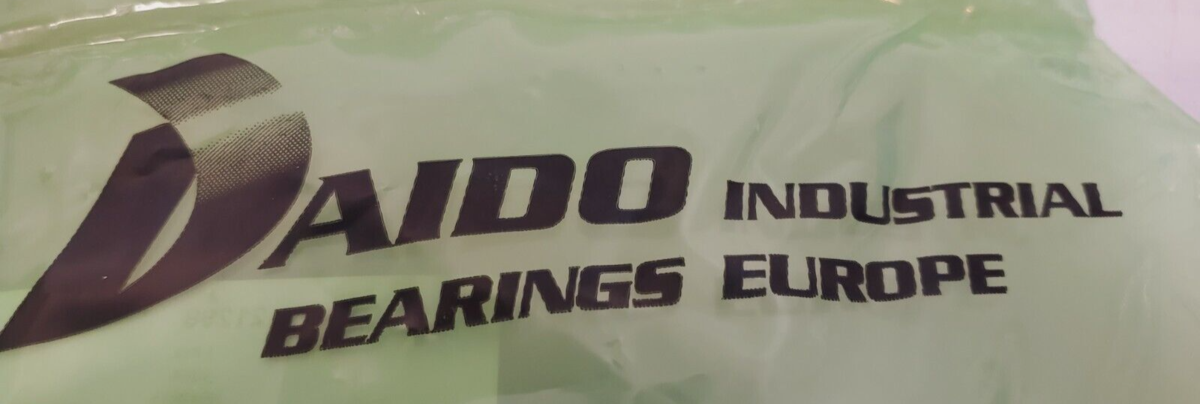 DAIDO INDUSTRIAL
BEARINGS EUROPE